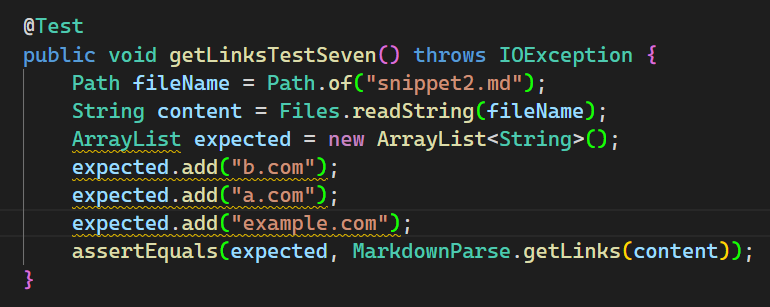 @Test
public void getLinksTestSeven() throws IOException {
    Path fileName = Path.of("snippet2.md");
    String content = Files.readString(fileName);
    ArrayList expected = new ArrayList<String>();
    expected.add("b.com");
    expected.add("a.com");
    expected.add("example.com");
    assertEquals(expected, MarkdownParse.getLinks(content));
}